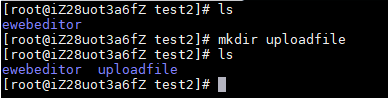 [root@iZ28uot3a6fZ test2]# ls
ewebeditor
[root@iZ28uot3a6fZ test2]# mkdir uploadfile
[root@iZ28uot3a6fZ test2]# ls
ewebeditor  uploadfile
[root@iZ28uot3a6fZ test2]#